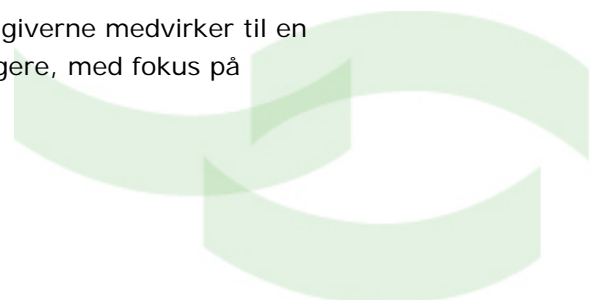 giverne medvirker til en
gere, med fokus på